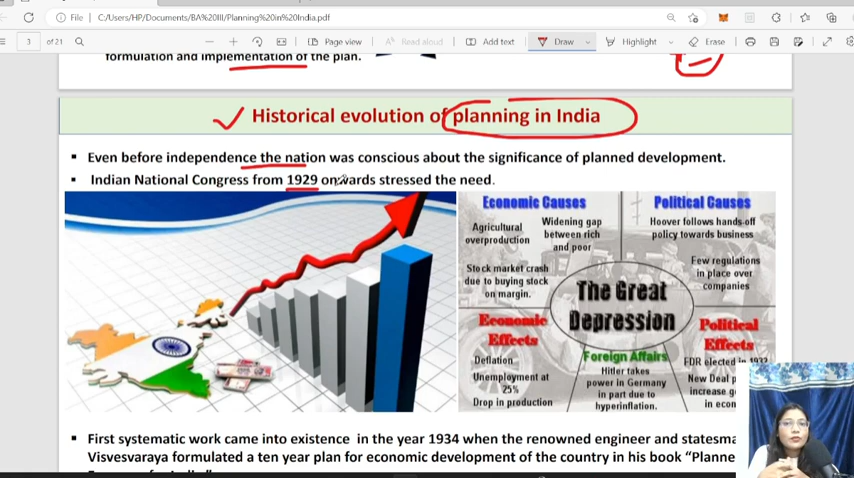 File
C:/Users/HP/Documents/BA%20III/Planning%20in%20India.pdf
3 of 21
Page view
Read aloud
Add text
Draw
Highlight
Erase
formulation and implementation of the plan.
Historical evolution of planning in India
▪ Even before independence the nation was conscious about the significance of planned development.
▪ Indian National Congress from 1929 onwards stressed the need.
Economic Causes
Agricultural overproduction
Widening gap between rich and poor
Stock market crash due to buying stock on margin.
Political Causes
Hoover follows hands-off policy towards business
Few regulations in place over companies
The Great Depression
Economic Effects
Deflation
Unemployment at 25%
Drop in production
Foreign Affairs
Hitler takes power in Germany in part due to hyperinflation.
Political Effects
FDR elected in 1932
New Deal
increase
in
▪ First systematic work came into existence in the year 1934 when the renowned engineer and
Visvesvaraya formulated a ten year plan for economic development of the country in his book